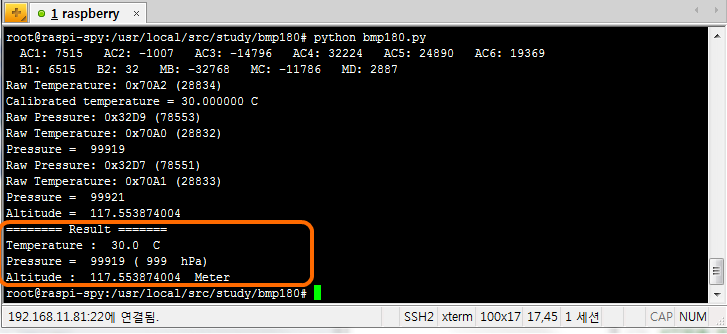 1 raspberry
root@raspi-spy:/usr/local/src/study/bmp180# python bmp180.py
AC1: 7515 AC2: -1007 AC3: -14796 AC4: 32224 AC5: 24890 AC6: 19369
B1: 6515 B2: 32 MB: -32768 MC: -11786 MD: 2887
Raw Temperature: 0x70A2 (28834)
Calibrated temperature = 30.000000 C
Raw Pressure: 0x32D9 (78553)
Raw Temperature: 0x70A0 (28832)
Pressure = 99919
Raw Pressure: 0x32D7 (78551)
Raw Temperature: 0x70A1 (28833)
Pressure = 99921
Altitude = 117.553874004
======== Result =======
Temperature : 30.0 C
Pressure = 99919 ( 999 hPa)
Altitude : 117.553874004 Meter
root@raspi-spy:/usr/local/src/study/bmp180#
192.168.11.81:22에 연결됨. SSH2 xterm 100x17 17,45 1 세션 CAP NUM